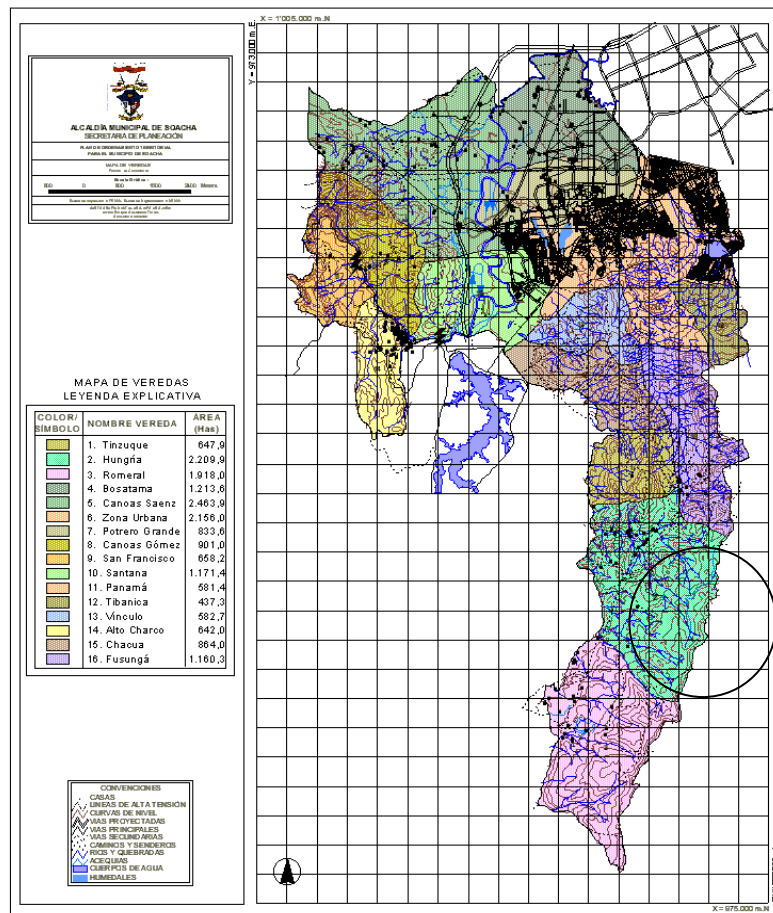 X = 1'005.000 m.N
Y = 973.000 m.E.
ALCALDÍA MUNICIPAL DE SOACHA
SECRETARIA DE PLANEACIÓN
PLAN DE ORDENAMIENTO TERRITORIAL
PARA EL MUNICIPIO DE SOACHA
MAPA DE VEREDAS
800 0 800 1600 2400 Meters
MAPA DE VEREDAS
LEYENDA EXPLICATIVA
COLOR/ SÍMBOLO NOMBRE VEREDA ÁREA (Has)
1. Tinzuque 647,9
2. Hungría 2.209,9
3. Romeral 1.918,0
4. Bosatama 1.213,6
5. Canoas Saenz 2.463,9
6. Zona Urbana 2.156,0
7. Potrero Grande 833,6
8. Canoas Gómez 901,0
9. San Francisco 658,2
10. Santana 1.171,4
11. Panamá 581,4
12. Tibanica 437,3
13. Vínculo 582,7
14. Alto Charco 642,0
15. Chacua 864,0
16. Fusungá 1.160,3
CONVENCIONES
CASAS
LINEAS DE ALTA TENSIÓN
CURVAS DE NIVEL
VIAS PROYECTADAS
VIAS PRINCIPALES
VIAS SECUNDARIAS
CAMINOS Y SENDEROS
RIOS Y QUEBRADAS
ACEQUIAS
CUERPOS DE AGUA
HUMEDALES
X = 975.000 m.N